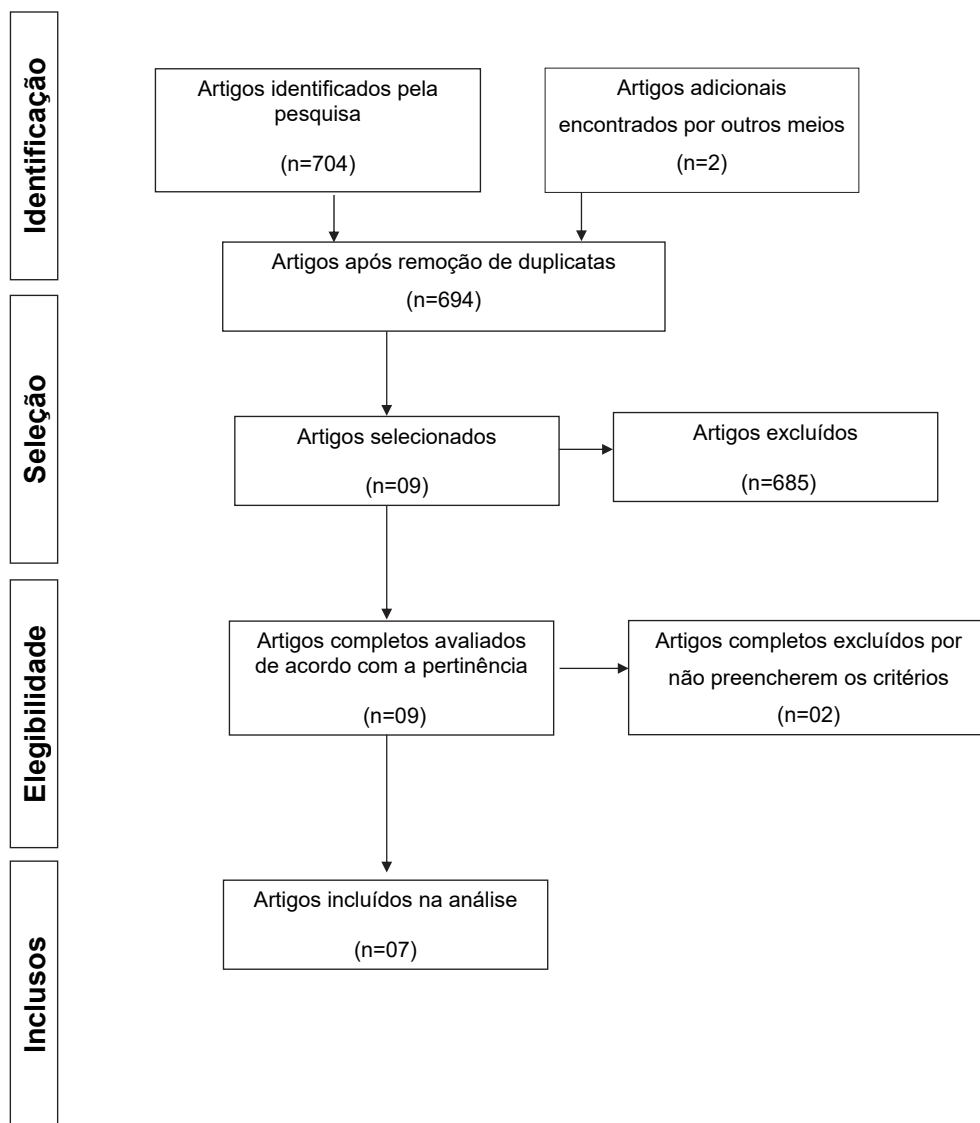 Identificação
Artigos identificados pela
pesquisa
(n=704)
Artigos adicionais
encontrados por outros meios
(n=2)
Artigos após remoção de duplicatas
(n=694)
Seleção
Artigos selecionados
(n=09)
Artigos excluídos
(n=685)
Elegibilidade
Artigos completos avaliados
de acordo com a pertinência
(n=09)
Artigos completos excluídos por
não preencherem os critérios
(n=02)
Inclusos
Artigos incluídos na análise
(n=07)